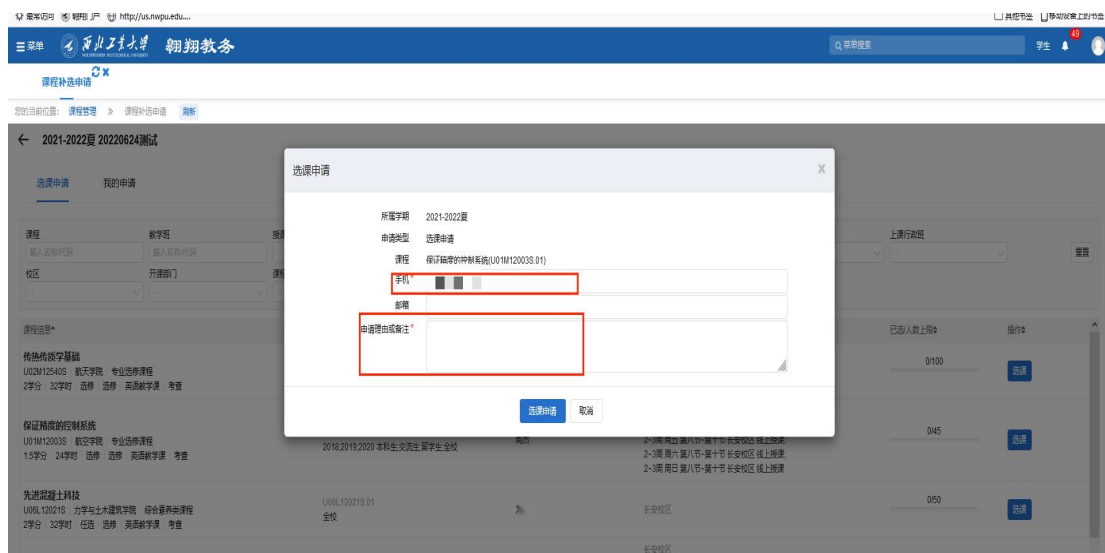 最常访问 翱翔门户 http://us.nwpu.edu....
其他书签 移动设备上的书签
菜单 西北工业大学 翱翔教务 菜单搜索 学生 49
课程补选申请
您的当前位置: 课程管理 » 课程补选申请 刷新
← 2021-2022夏 20220624测试
选课申请 我的申请
选课申请 X
所属学期 2021-2022夏
申请类型 选课申请
课程 保证精度的控制系统(U01M12003S.01)
手机*
邮箱
申请理由或备注*
选课申请 取消
课程 教学班 上课行政班
输入名称/代码 输入名称/代码 重置
校区 开课部门
课程信息 已选/人数上限 操作
传热传质学基础 0/100
U02M12540S 航天学院 专业选修课程 选课
2学分 32学时 选修 选修 英语教学课 考查
保证精度的控制系统 0/45
U01M12003S 航空学院 专业选修课程 选课
1.5学分 24学时 选修 选修 英语教学课 考查
2018;2019;2020 本科生;交流生;留学生;全校
2~3周 周五 第八节~第十节 长安校区 线上授课
2~3周 周六 第八节~第十节 长安校区 线上授课
2~3周 周日 第八节~第十节 长安校区 线上授课
先进混凝土科技 U06L12021S.01 0/50
U06L12021S 力学与土木建筑学院 综合素养类课程 全校 长安校区 选课
2学分 32学时 任选 选修 英语教学课 考查
长安校区